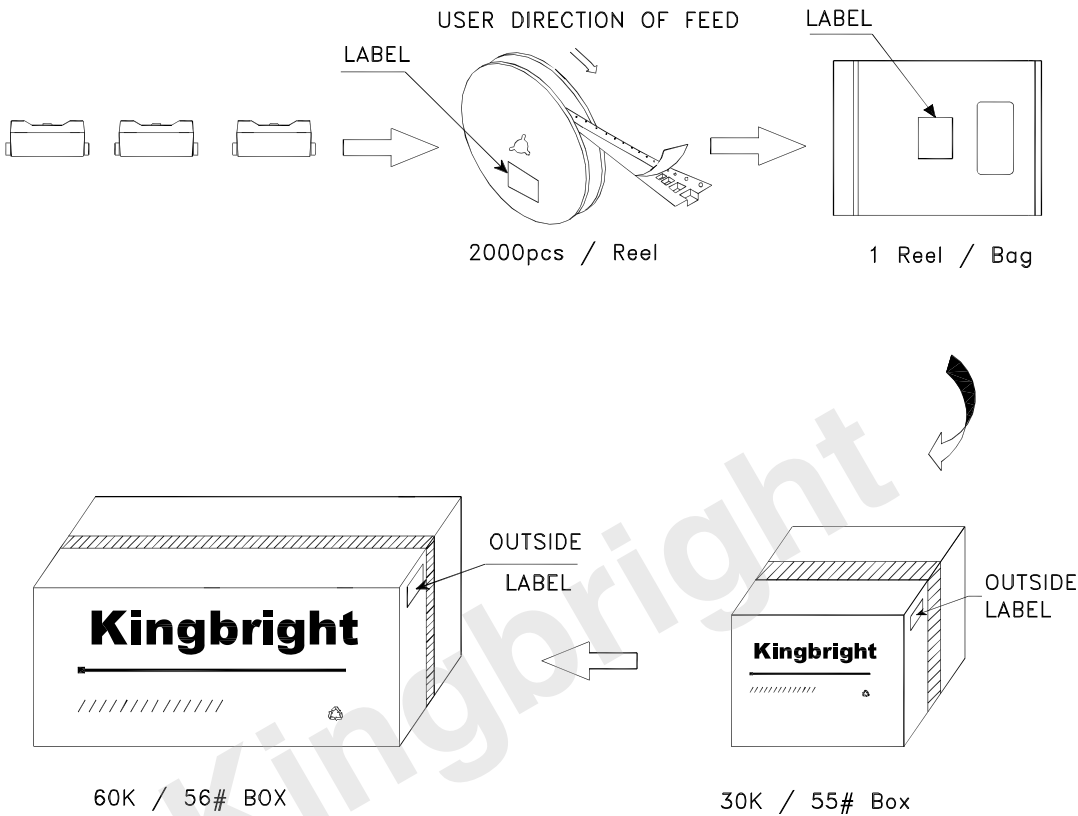 USER DIRECTION OF FEED
LABEL
LABEL
2000pcs / Reel
1 Reel / Bag
OUTSIDE
LABEL
Kingbright
60K / 56# BOX
OUTSIDE
LABEL
Kingbright
30K / 55# Box
Kingbright